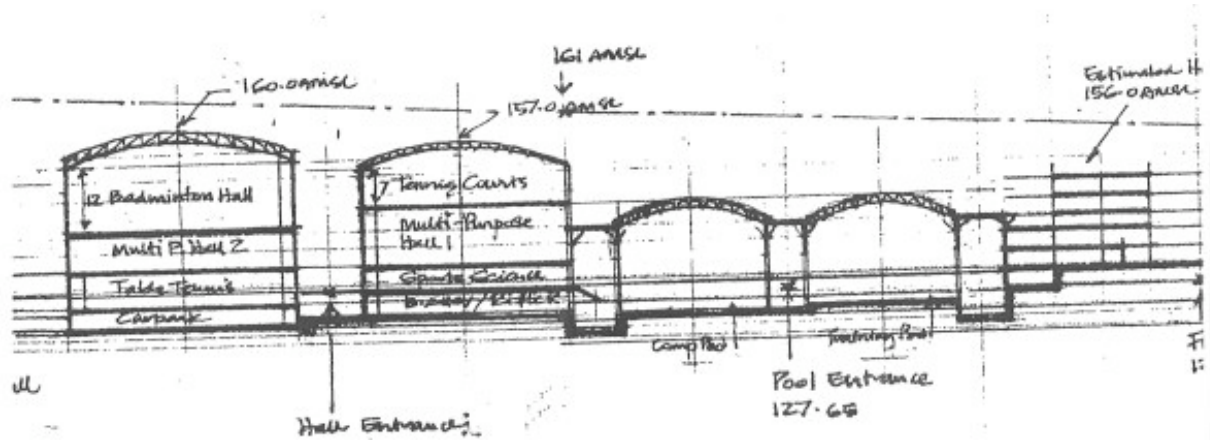 161 AMSL
160.0AMSL
157.0AMSL
Estimated H
156.0AMSL
12 Badminton Hall
7 Tennis Courts
Multi-Purpose
Hall 1
Multi P. Hall 2
Sports Science
Table Tennis
Carpark
Comp Pool
Training Pool
Pool Entrance
127.65
Hall Entrance